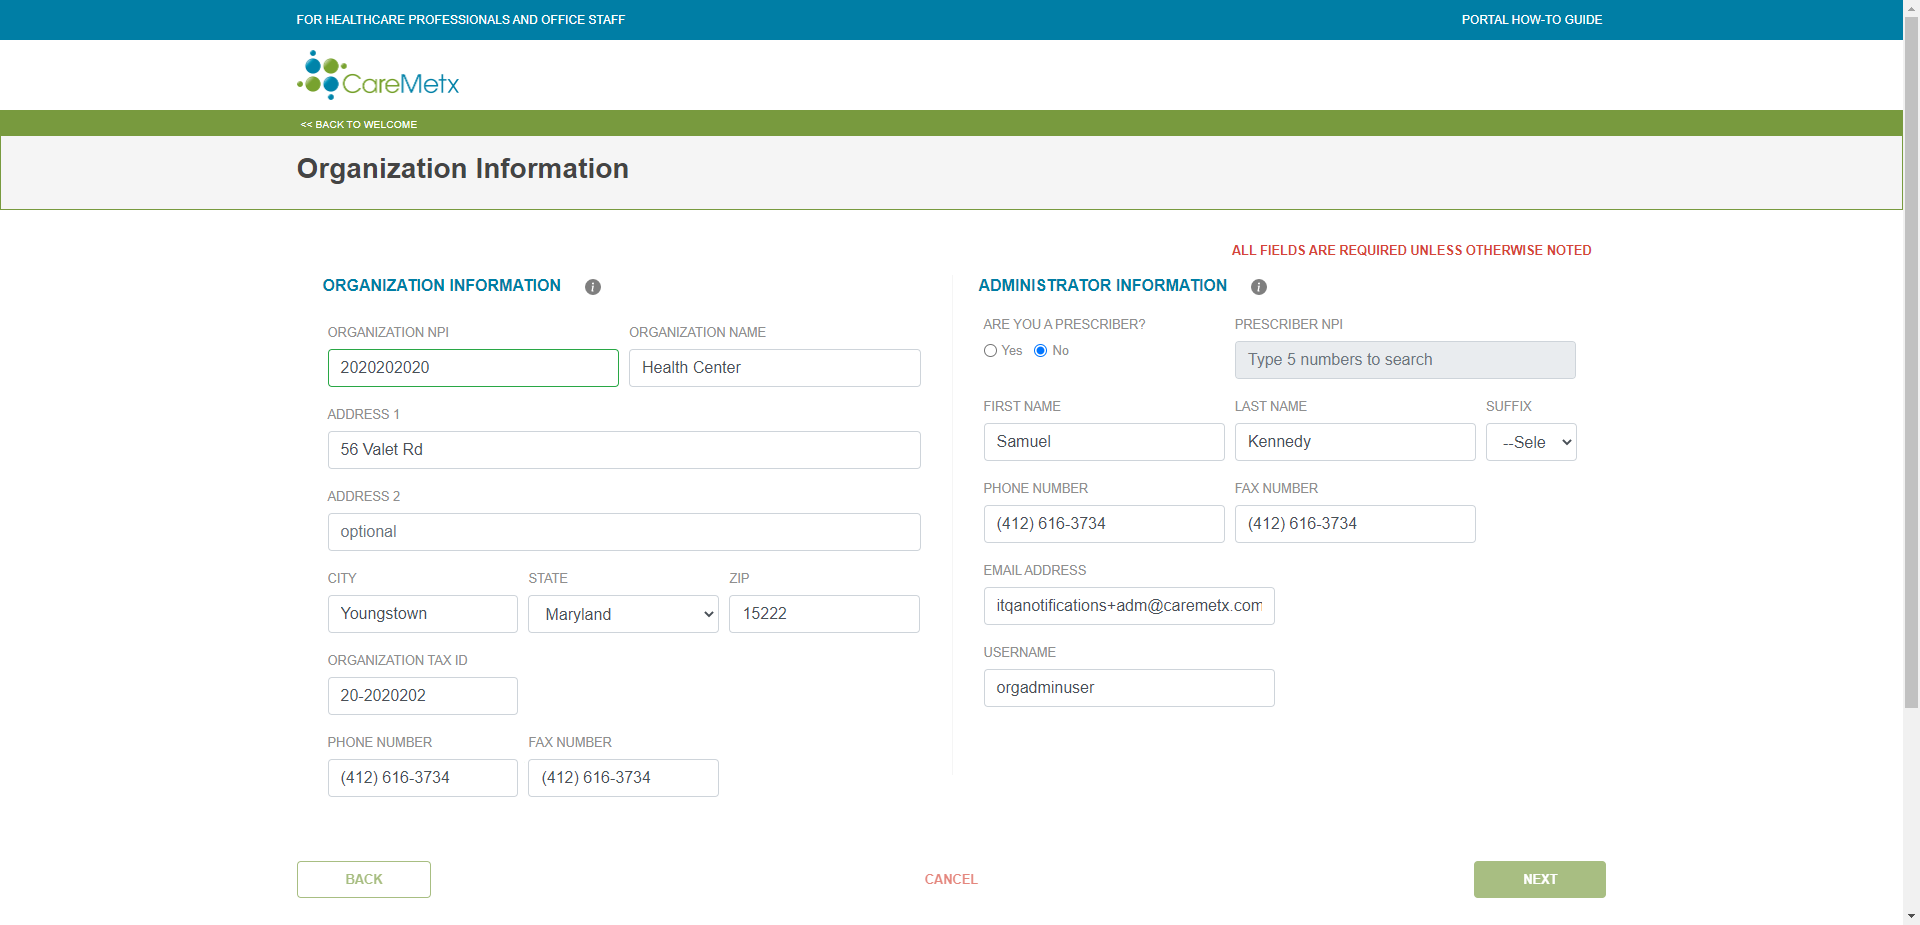 FOR HEALTHCARE PROFESSIONALS AND OFFICE STAFF
PORTAL HOW-TO GUIDE
CareMetx
<< BACK TO WELCOME
Organization Information
ALL FIELDS ARE REQUIRED UNLESS OTHERWISE NOTED
ORGANIZATION INFORMATION
ORGANIZATION NPI
ORGANIZATION NAME
2020202020
Health Center
ADDRESS 1
56 Valet Rd
ADDRESS 2
optional
CITY
STATE
ZIP
Youngstown
Maryland
15222
ORGANIZATION TAX ID
20-2020202
PHONE NUMBER
FAX NUMBER
(412) 616-3734
(412) 616-3734
ADMINISTRATOR INFORMATION
ARE YOU A PRESCRIBER?
PRESCRIBER NPI
Yes
No
Type 5 numbers to search
FIRST NAME
LAST NAME
SUFFIX
Samuel
Kennedy
--Sele
PHONE NUMBER
FAX NUMBER
(412) 616-3734
(412) 616-3734
EMAIL ADDRESS
itqanotifications+adm@caremetx.com
USERNAME
orgadminuser
BACK
CANCEL
NEXT